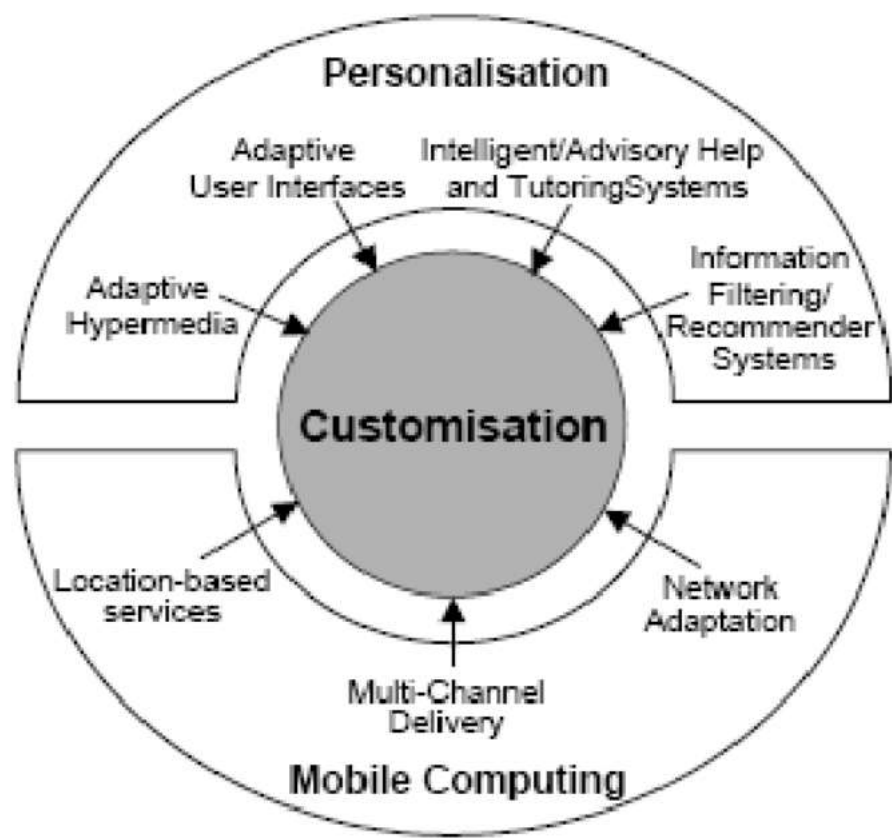 Personalisation
Adaptive
User Interfaces
Intelligent/Advisory Help
and TutoringSystems
Adaptive
Hypermedia
Information
Filtering/
Recommender
Systems
Customisation
Location-based
services
Network
Adaptation
Multi-Channel
Delivery
Mobile Computing